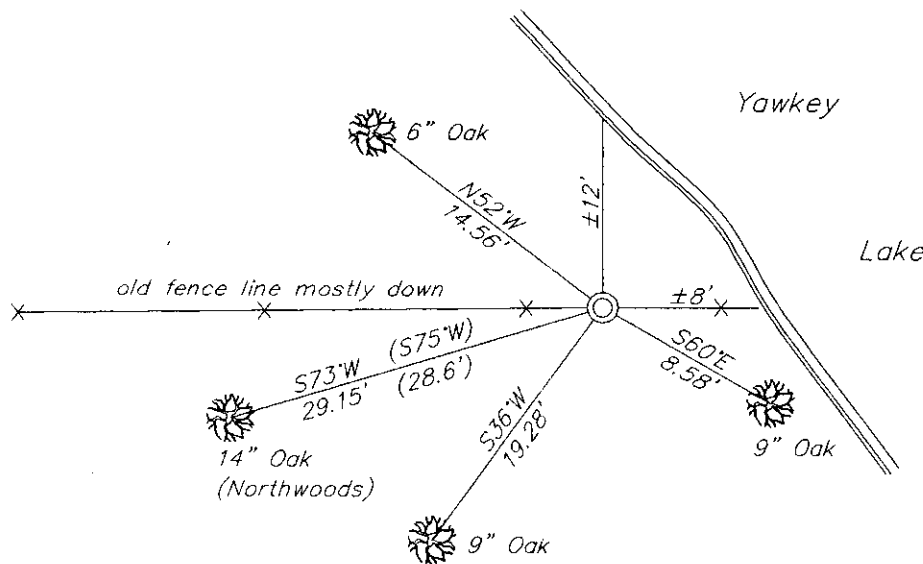 Yawkey
6" Oak
N52°W
14.56'
±12'
Lake
old fence line mostly down
±8'
S60°E
8.58'
S73°W (S75°W)
29.15' (28.6')
S36°W
19.28'
14" Oak
(Northwoods)
9" Oak
9" Oak